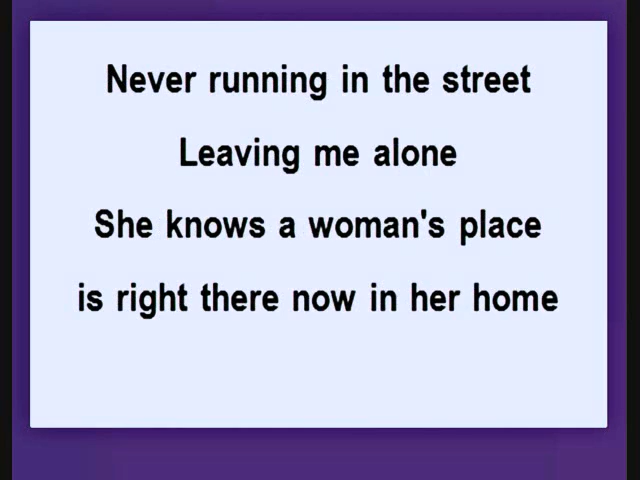 Never running in the street
Leaving me alone
She knows a woman's place
is right there now in her home